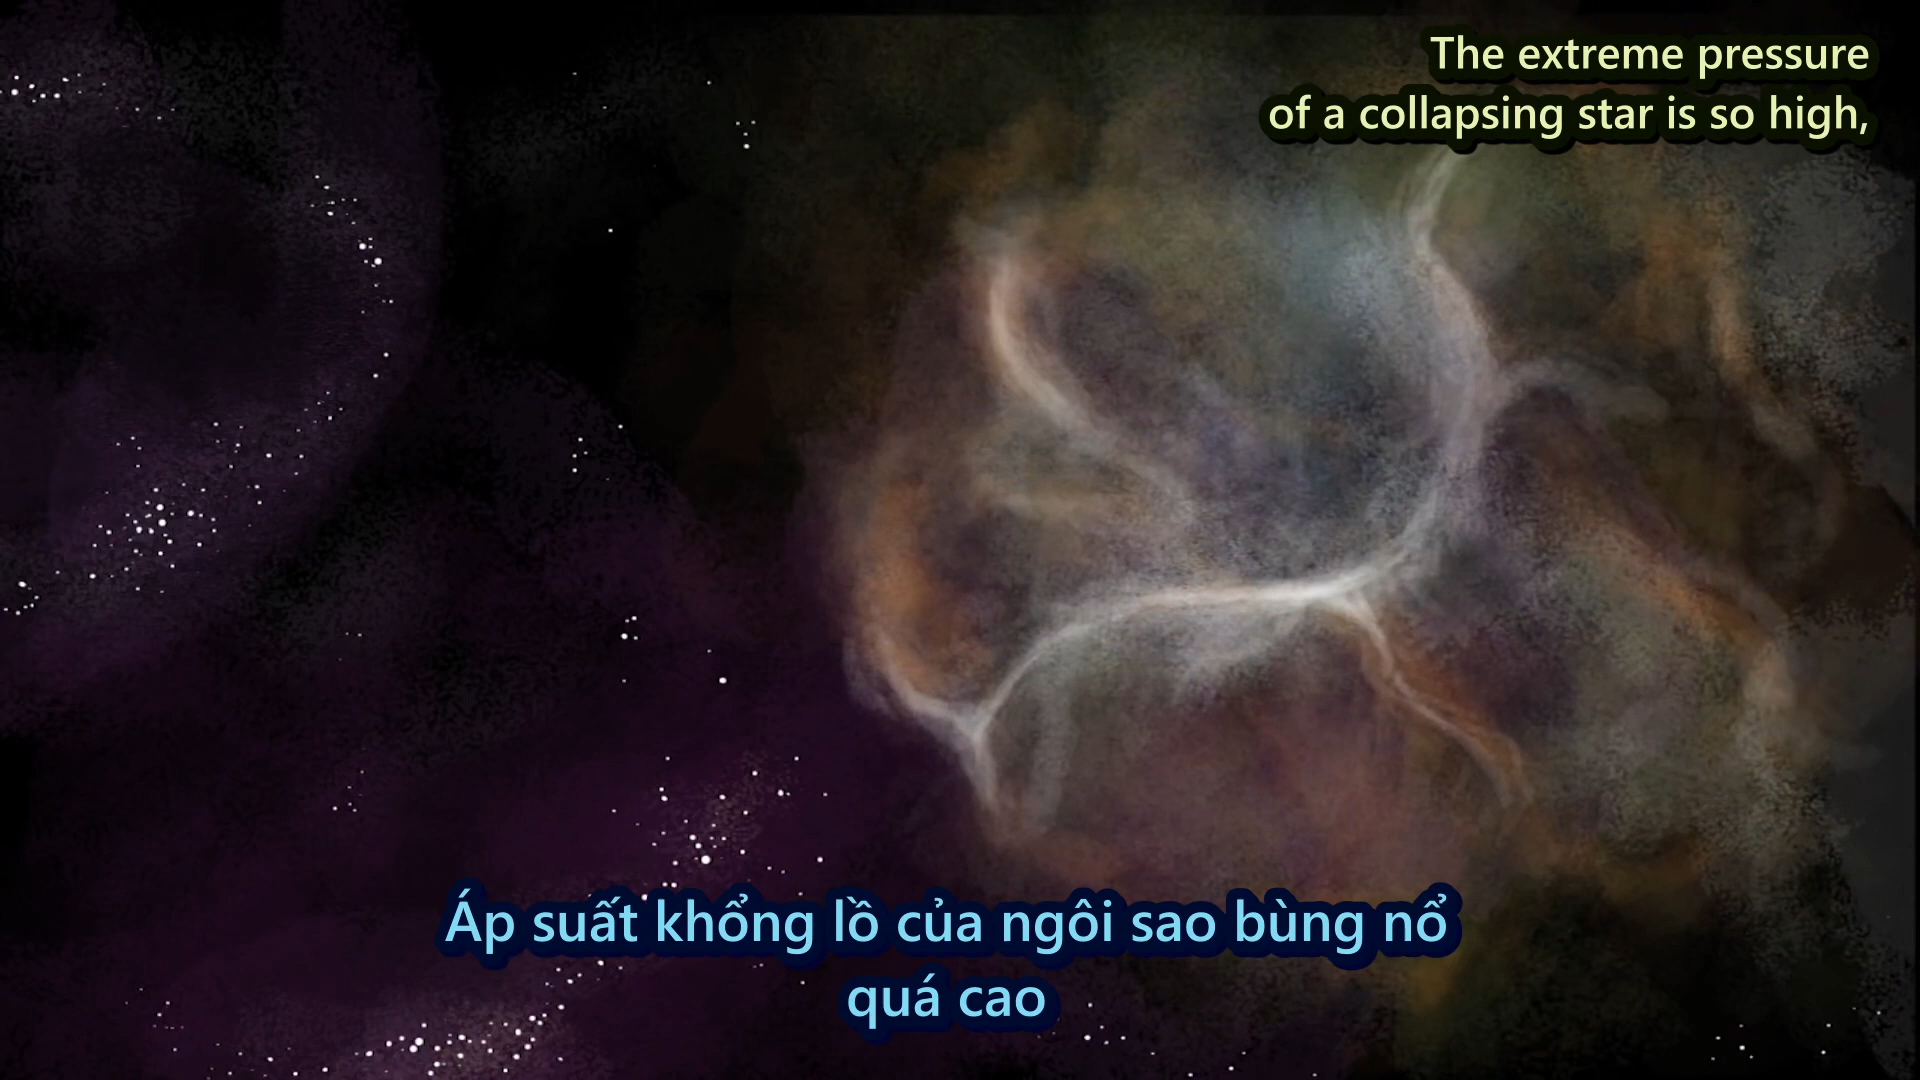 The extreme pressure
of a collapsing star is so high,
Áp suất khổng lồ của ngôi sao bùng nổ
quá cao